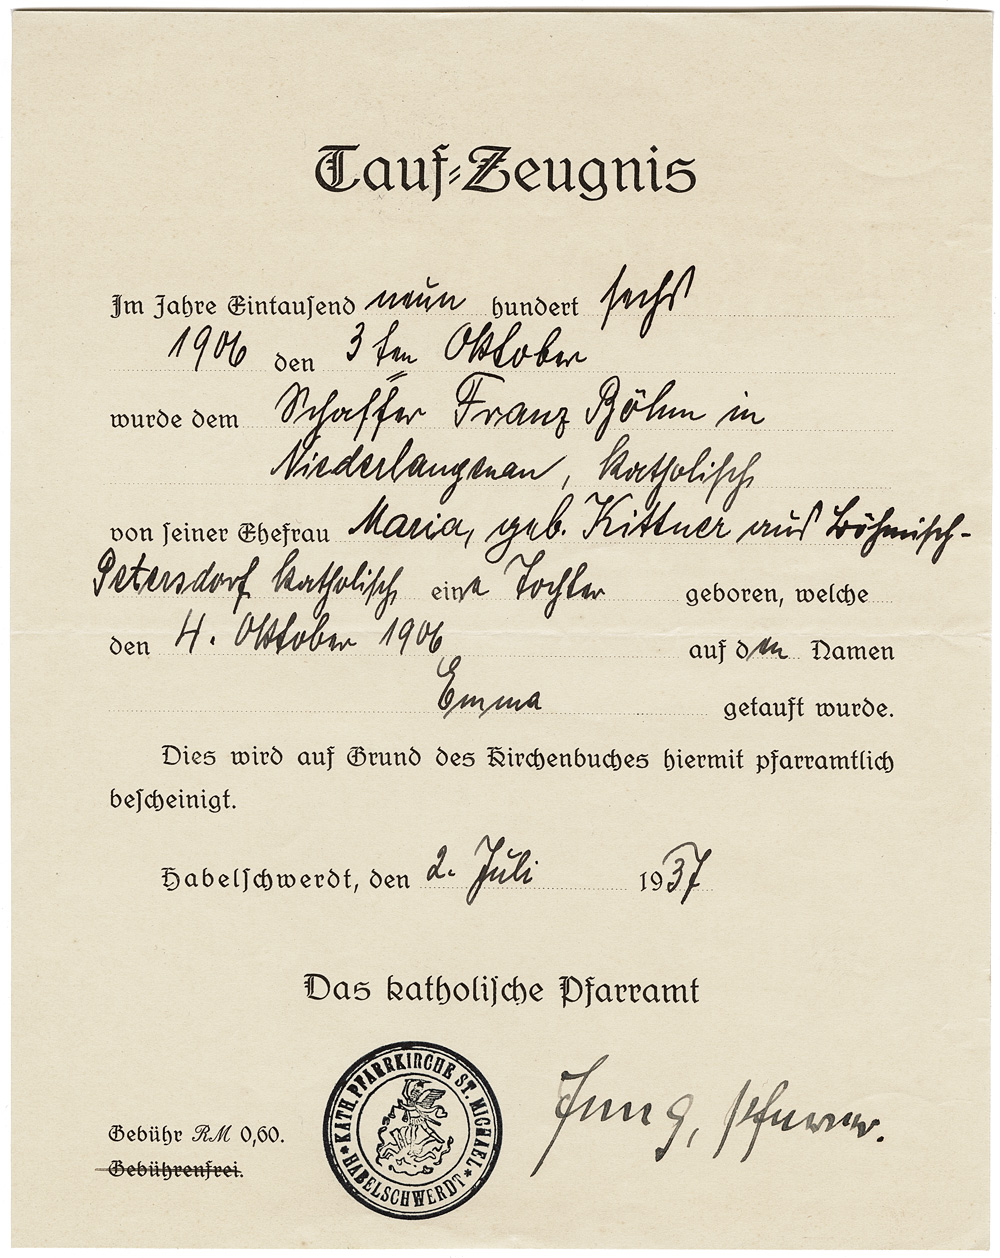 Tauf-Zeugnis
Im Jahre Eintausend neun hundert sechs
1906 den 3ten Oktober
wurde dem Schaffer Franz Böhm in
Niederlangenau, katholisch
von seiner Ehefrau Maria, geb. Kittner aus Böhmisch-
Petersdorf katholisch eine Tochter geboren, welche
den 4. Oktober 1906 auf den Namen
Emma getauft wurde.
Dies wird auf Grund des Kirchenbuches hiermit pfarramtlich
bescheinigt.
Habelschwerdt, den 2. Juli 1937
Das katholische Pfarramt
KATH. PFARRKIRCHE ST. MICHAEL * HABELSCHWERDT *
Jung, Pfarrer.
Gebühr RM 0,60.
Gebührenfrei.